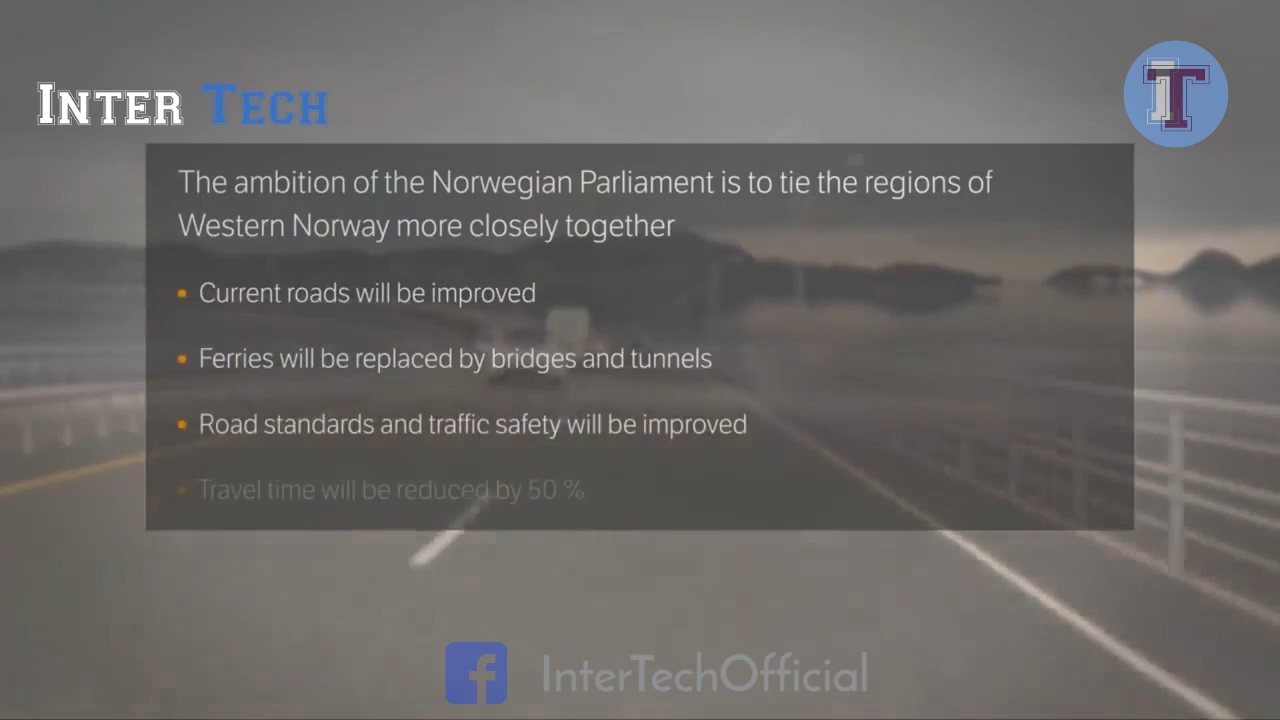 INTER TECH
The ambition of the Norwegian Parliament is to tie the regions of
Western Norway more closely together
• Current roads will be improved
• Ferries will be replaced by bridges and tunnels
• Road standards and traffic safety will be improved
• Travel time will be reduced by 50 %
InterTechOfficial